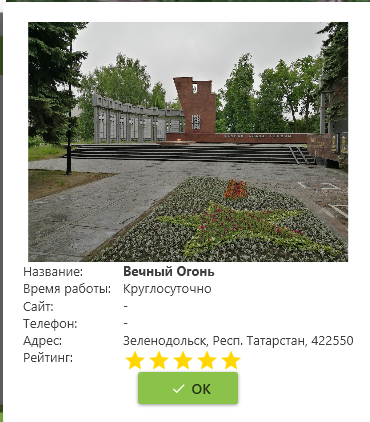 Название: Вечный Огонь
Время работы: Круглосуточно
Сайт: -
Телефон: -
Адрес: Зеленодольск, Респ. Татарстан, 422550
Рейтинг:
OK